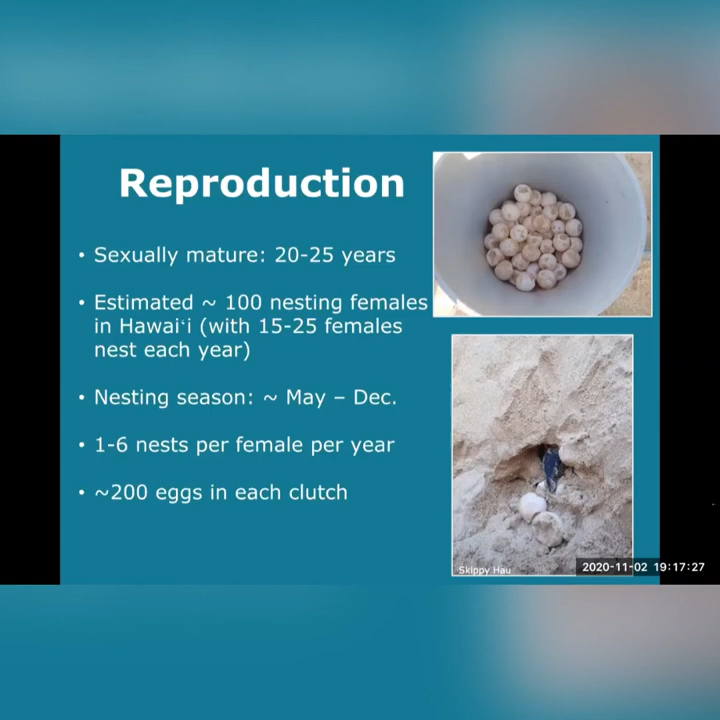 Reproduction
• Sexually mature: 20-25 years
• Estimated ~ 100 nesting females
in Hawaiʻi (with 15-25 females
nest each year)
• Nesting season: ~ May – Dec.
• 1-6 nests per female per year
• ~200 eggs in each clutch
Skippy Hau
2020-11-02 19:17:27